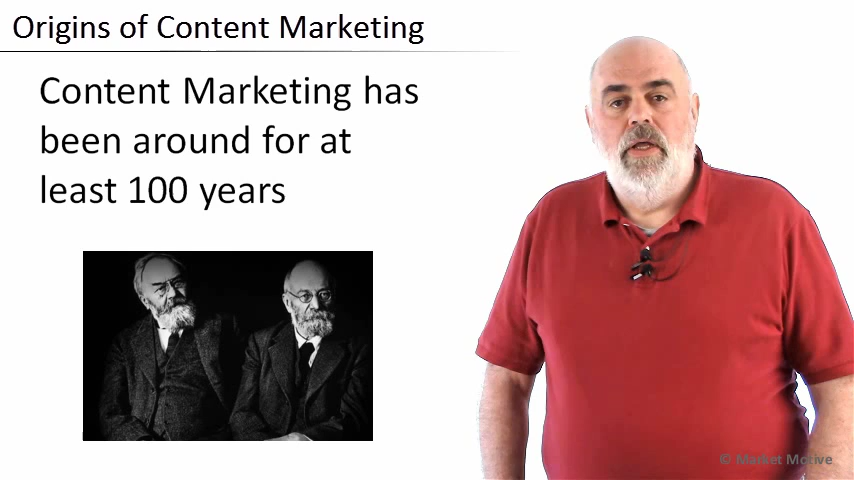 Origins of Content Marketing
Content Marketing has
been around for at
least 100 years
© Market Motive